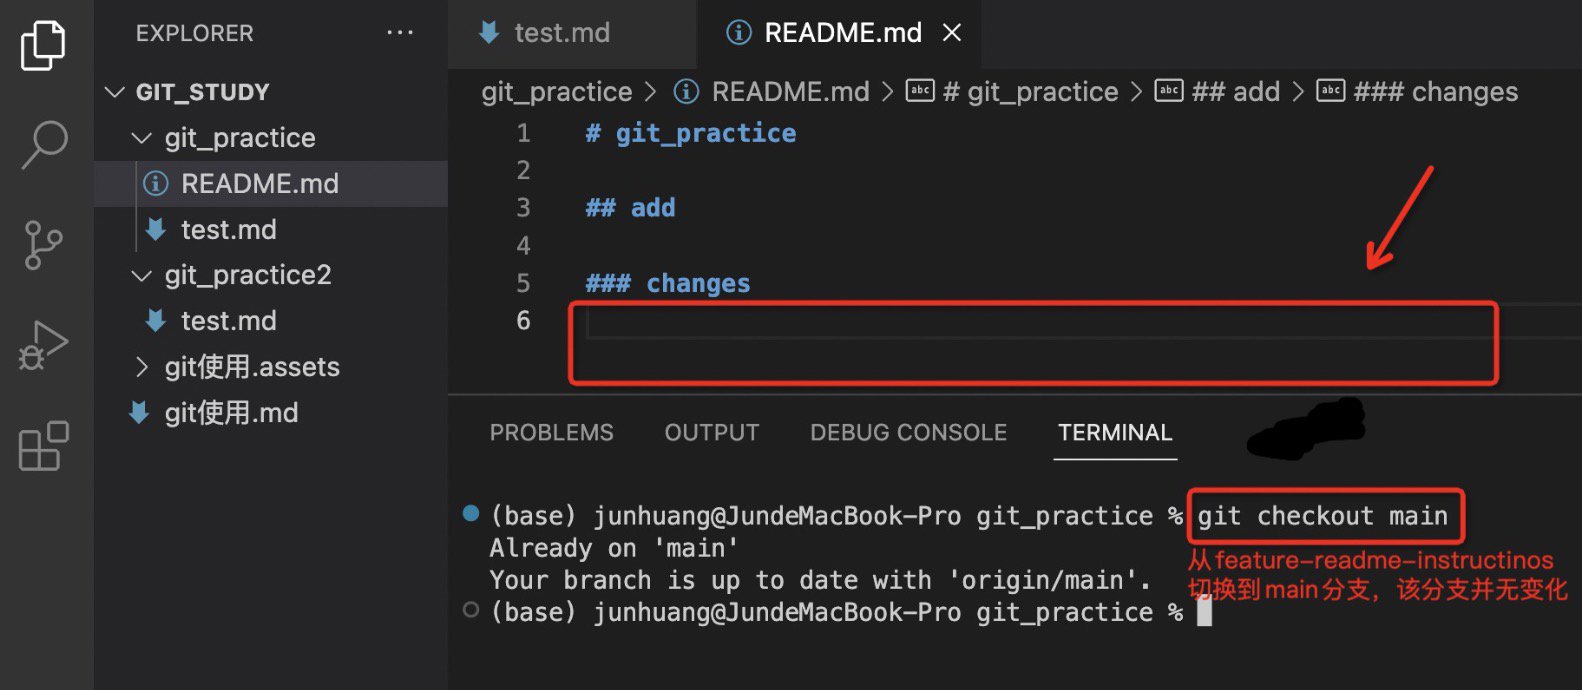 EXPLORER
GIT_STUDY
git_practice
README.md
test.md
git_practice2
test.md
git使用.assets
git使用.md
test.md
README.md
git_practice > README.md > # git_practice > ## add > ### changes
1 # git_practice
2
3 ## add
4
5 ### changes
6
PROBLEMS OUTPUT DEBUG CONSOLE TERMINAL
(base) junhuang@JundeMacBook-Pro git_practice % git checkout main
Already on 'main'
Your branch is up to date with 'origin/main'.
(base) junhuang@JundeMacBook-Pro git_practice %
从feature-readme-instructinos
切换到main分支，该分支并无变化